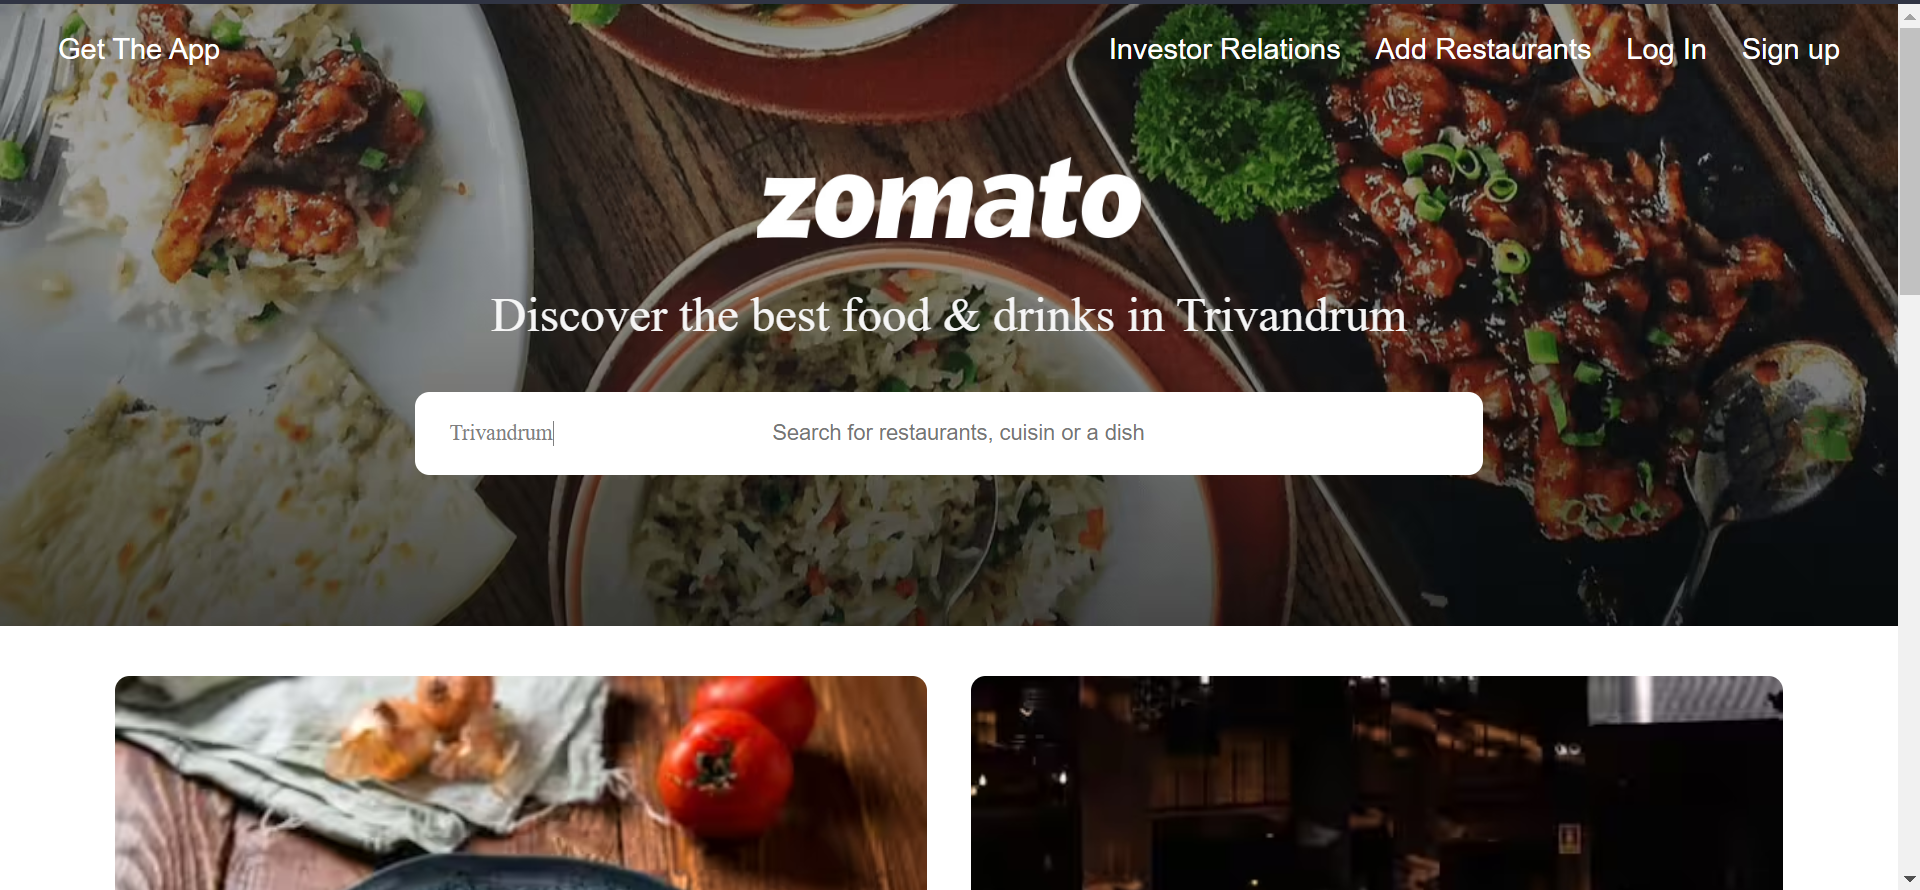 Get The App
Investor Relations
Add Restaurants
Log In
Sign up
zomato
Discover the best food & drinks in Trivandrum
Trivandrum
Search for restaurants, cuisin or a dish